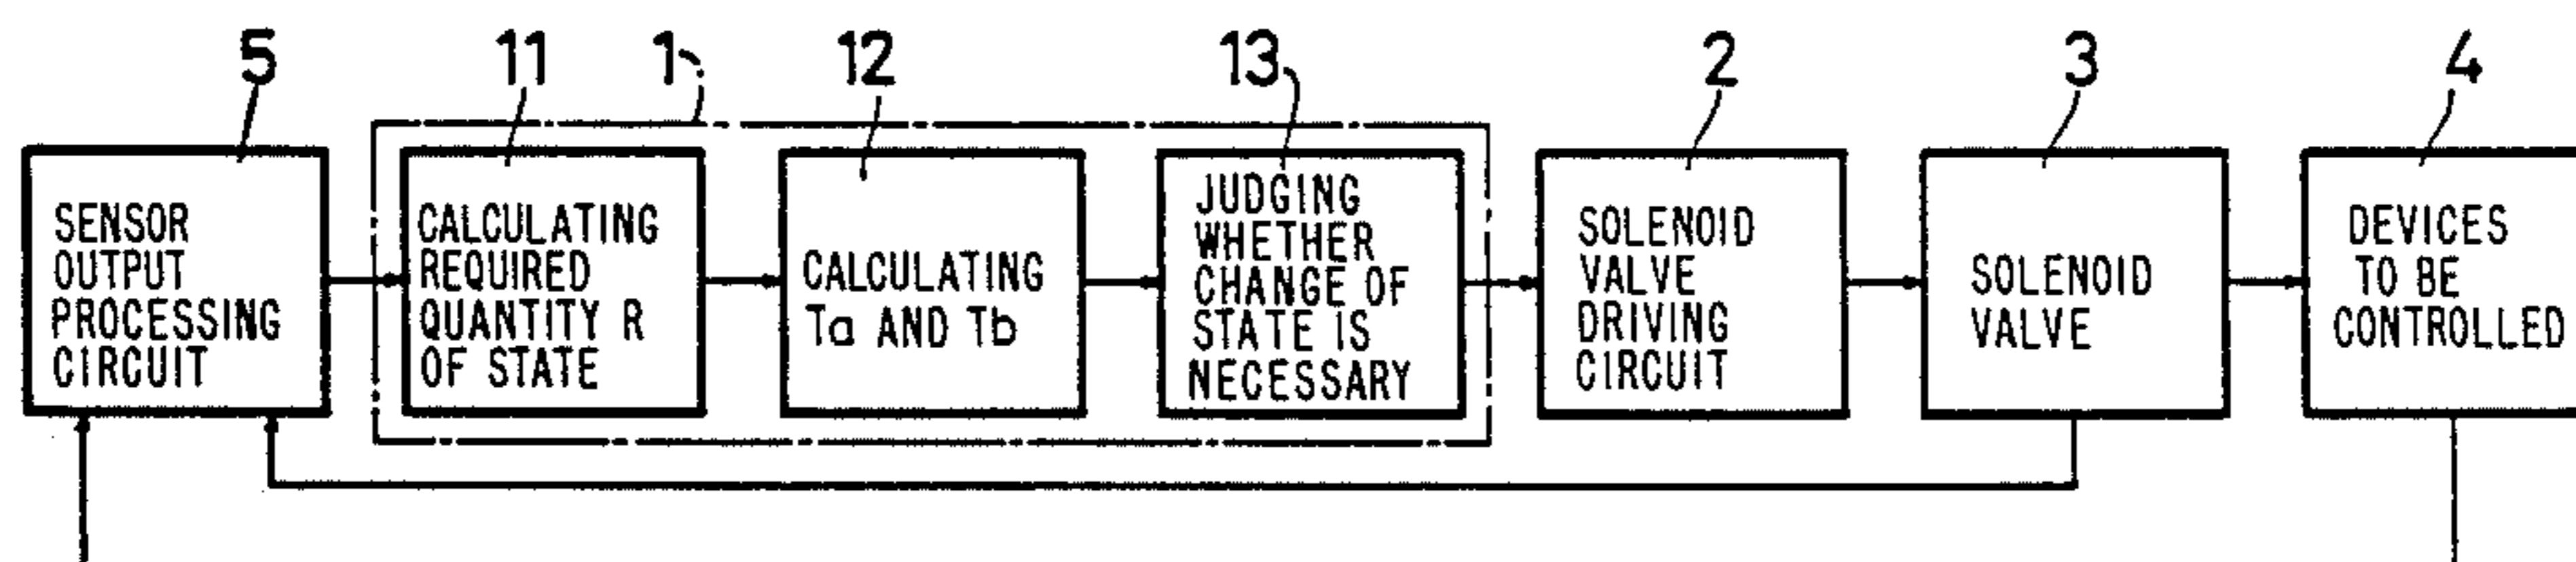 5 11 1 12 13 2 3 4
SENSOR
OUTPUT
PROCESSING
CIRCUIT
CALCULATING
REQUIRED
QUANTITY R
OF STATE
CALCULATING
Ta AND Tb
JUDGING
WHETHER
CHANGE OF
STATE IS
NECESSARY
SOLENOID
VALVE
DRIVING
CIRCUIT
SOLENOID
VALVE
DEVICES
TO BE
CONTROLLED